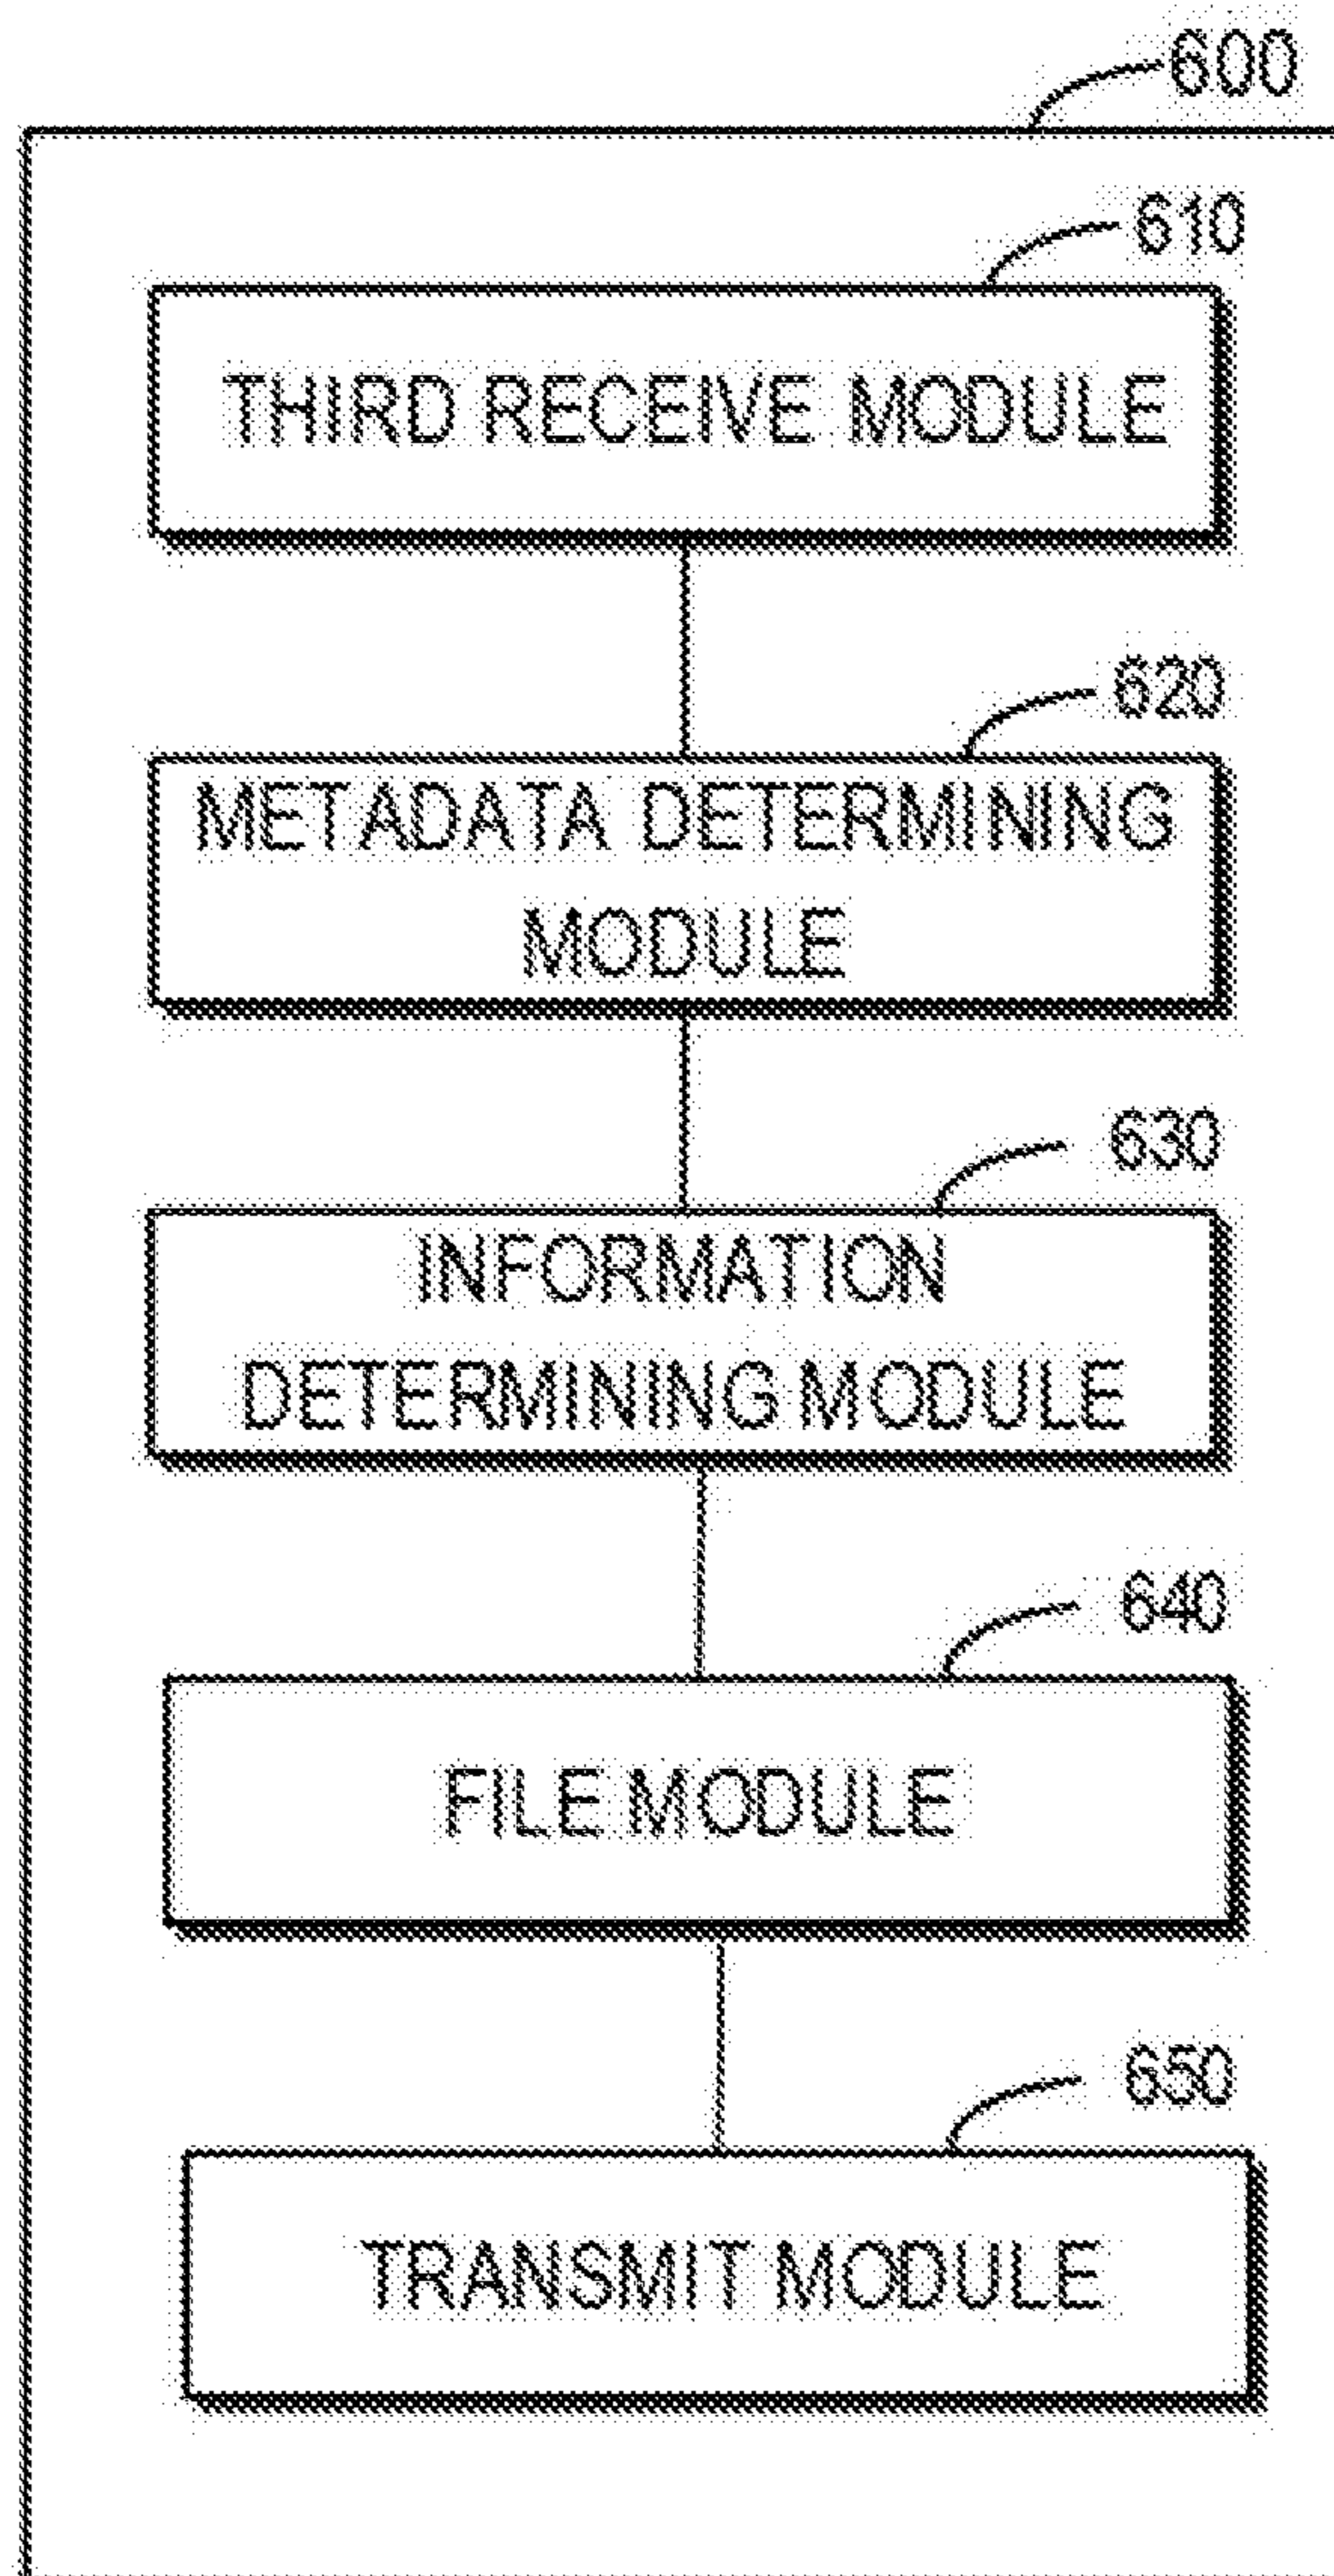 600
610
THIRD RECEIVE MODULE
620
METADATA DETERMINING
MODULE
630
INFORMATION
DETERMINING MODULE
640
FILE MODULE
650
TRANSMIT MODULE